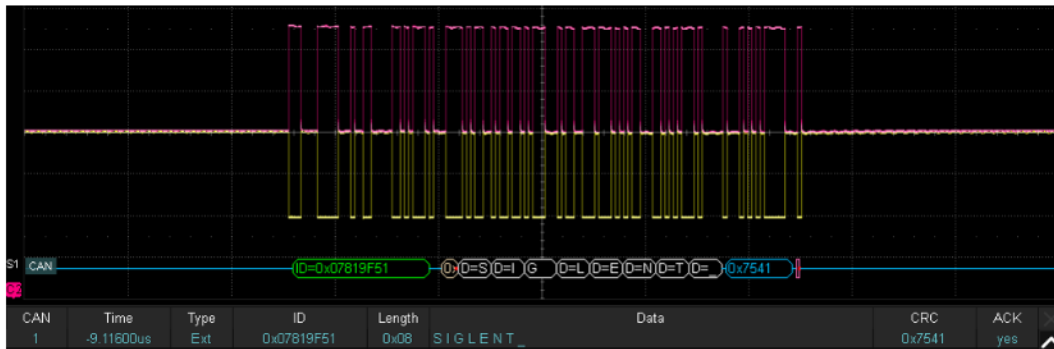 S1 CAN ID=0x07819F51 0 D=S D=I G D=L D=E D=N D=T D=_ 0x7541
C2
CAN Time Type ID Length Data CRC ACK
1 -9.11600us Ext 0x07819F51 0x08 S I G L E N T _ 0x7541 yes